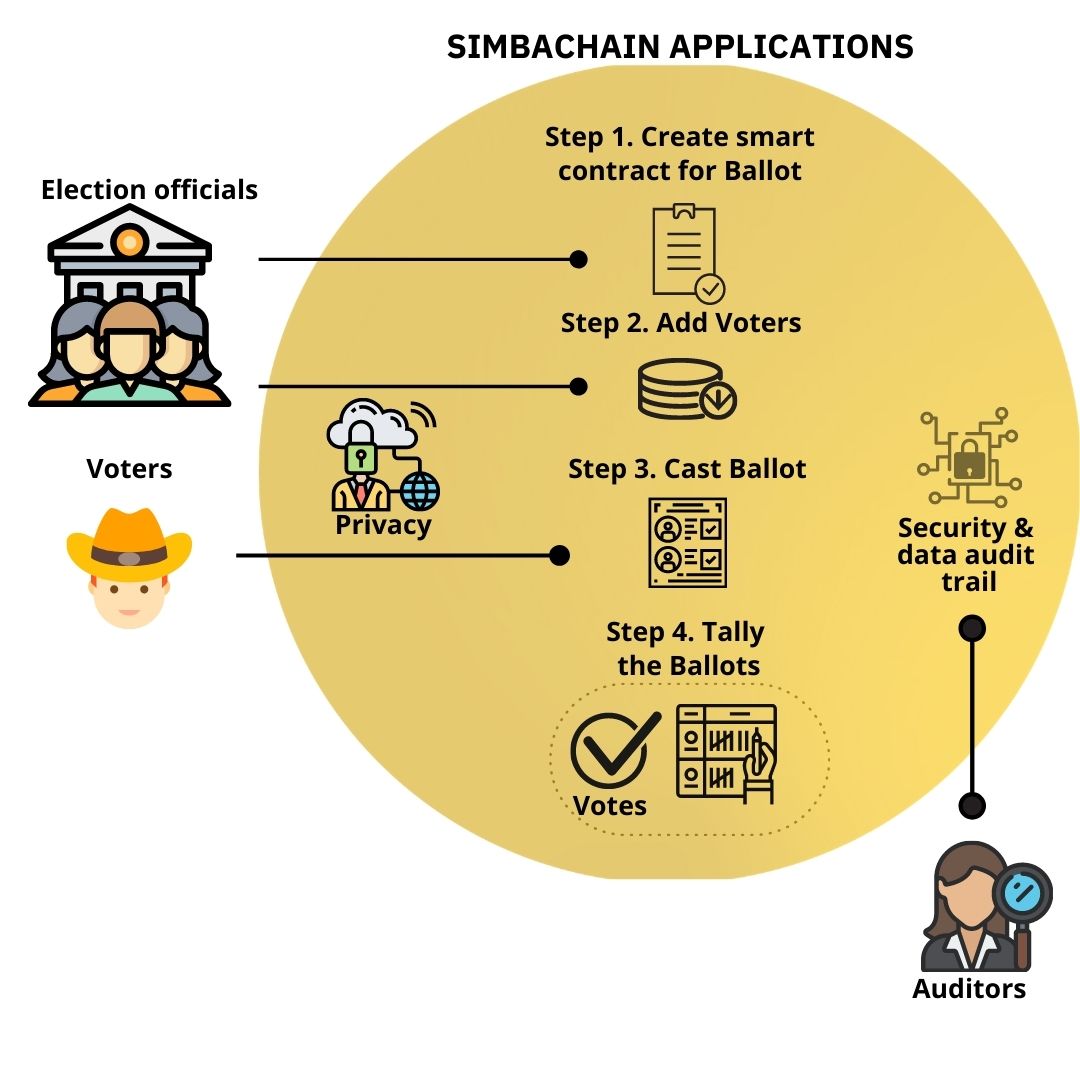 SIMBACHAIN APPLICATIONS
Step 1. Create smart
contract for Ballot
Election officials
Step 2. Add Voters
Voters
Step 3. Cast Ballot
Privacy
Security &
data audit
trail
Step 4. Tally
the Ballots
Votes
Auditors